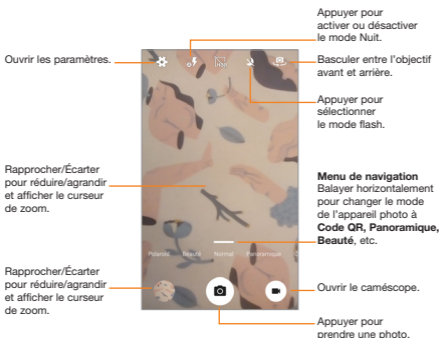 Appuyer pour
activer ou désactiver
le mode Nuit.
Ouvrir les paramètres.
Basculer entre l'objectif
avant et arrière.
Appuyer pour
sélectionner
le mode flash.
Rapprocher/Écarter
pour réduire/agrandir
et afficher le curseur
de zoom.
Menu de navigation
Balayer horizontalement
pour changer le mode
de l'appareil photo à
Code QR, Panoramique,
Beauté, etc.
Polaroid Beauté Normal Panoramique
Rapprocher/Écarter
pour réduire/agrandir
et afficher le curseur
de zoom.
Ouvrir le caméscope.
Appuyer pour
prendre une photo.